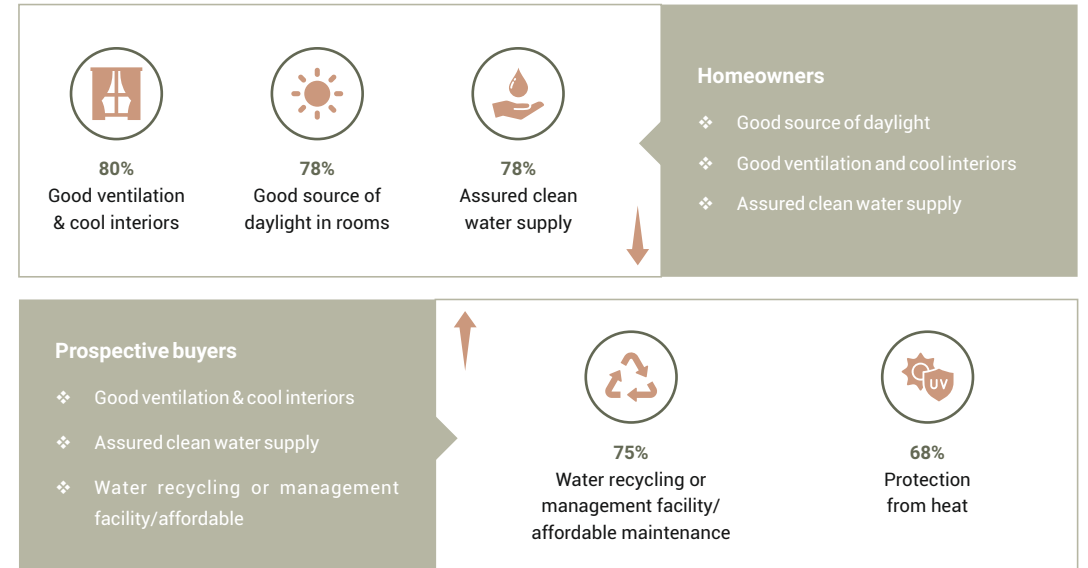 80%
Good ventilation
& cool interiors
78%
Good source of
daylight in rooms
78%
Assured clean
water supply
Homeowners
❖ Good source of daylight
❖ Good ventilation and cool interiors
❖ Assured clean water supply
Prospective buyers
❖ Good ventilation & cool interiors
❖ Assured clean water supply
❖ Water recycling or management
facility/affordable
75%
Water recycling or
management facility/
affordable maintenance
UV
68%
Protection
from heat